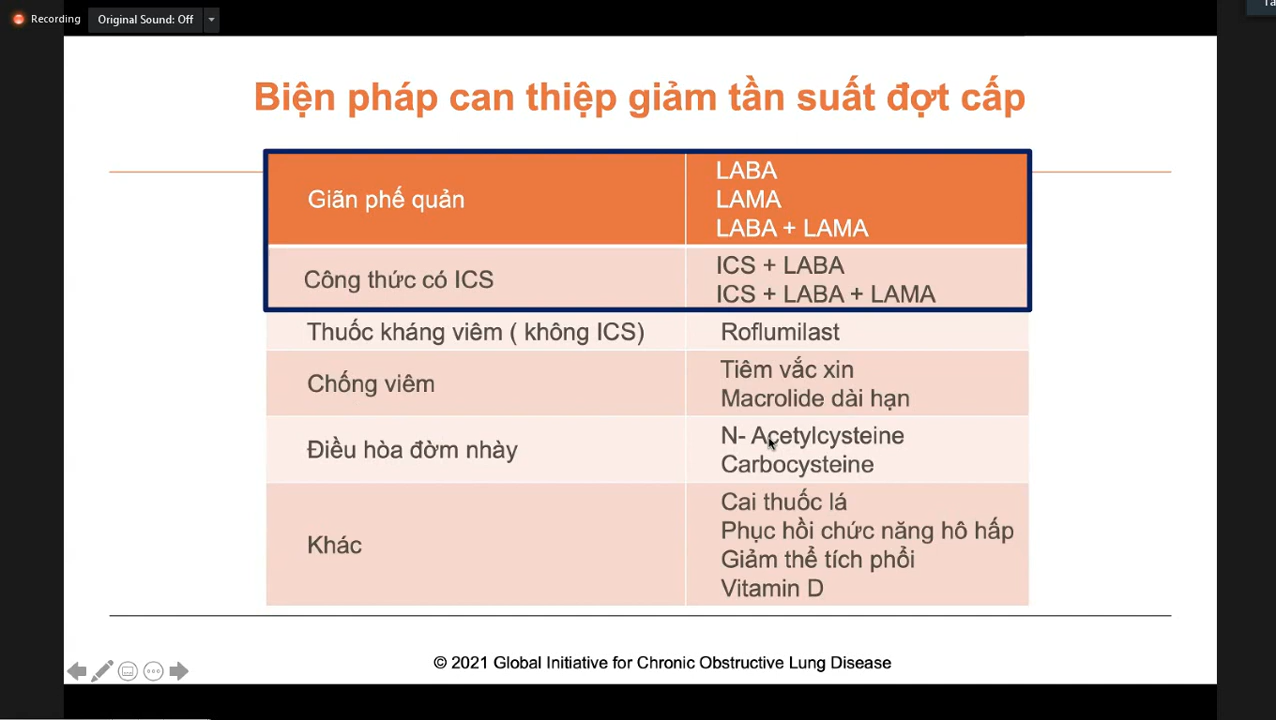 Recording
Original Sound: Off
Ta
Biện pháp can thiệp giảm tần suất đợt cấp
Giãn phế quản
LABA
LAMA
LABA + LAMA
Công thức có ICS
ICS + LABA
ICS + LABA + LAMA
Thuốc kháng viêm ( không ICS)
Roflumilast
Chống viêm
Tiêm vắc xin
Macrolide dài hạn
Điều hòa đờm nhày
N- Acetylcysteine
Carbocysteine
Khác
Cai thuốc lá
Phục hồi chức năng hô hấp
Giảm thể tích phổi
Vitamin D
© 2021 Global Initiative for Chronic Obstructive Lung Disease